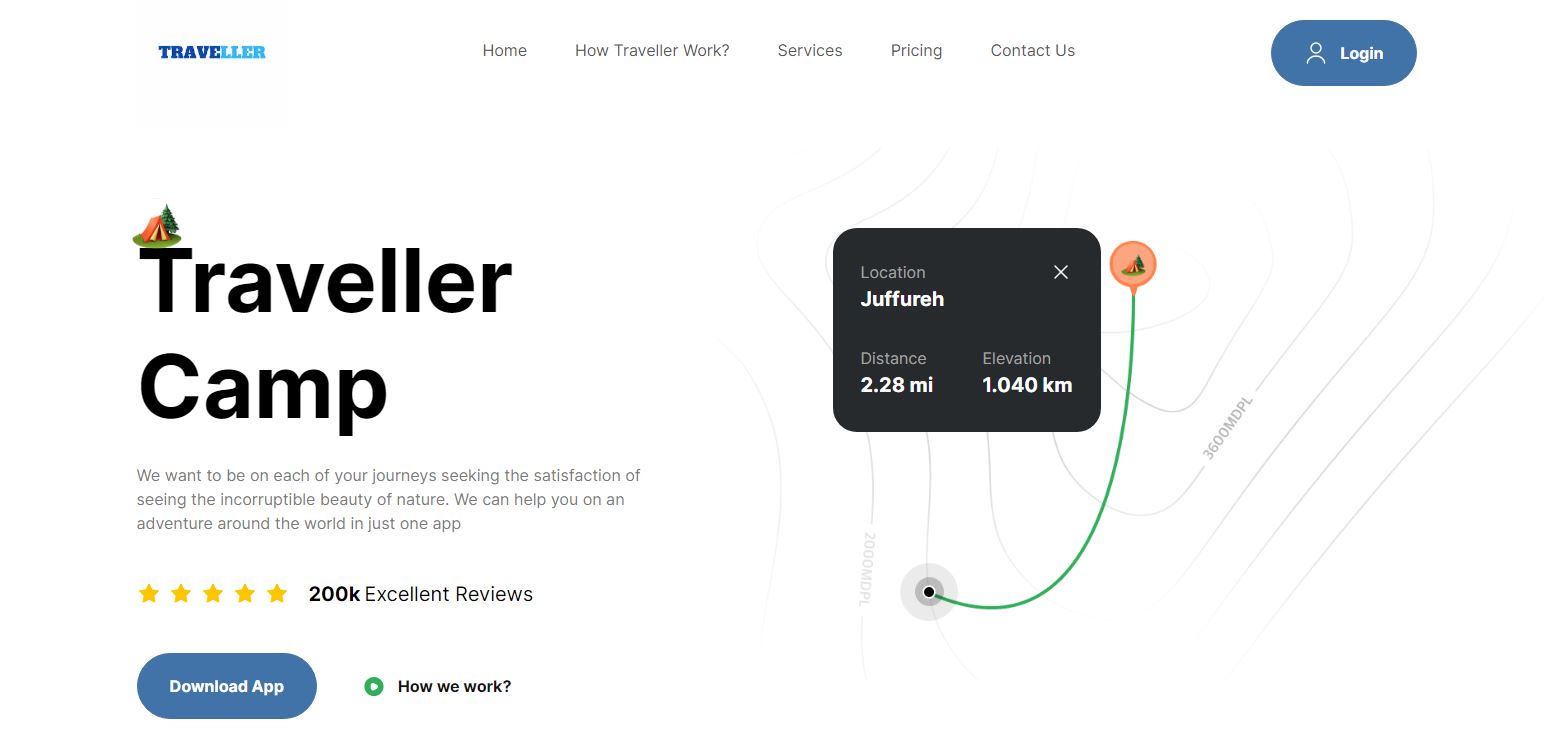 TRAVELLER
Home
How Traveller Work?
Services
Pricing
Contact Us
Login
Traveller
Camp
We want to be on each of your journeys seeking the satisfaction of
seeing the incorruptible beauty of nature. We can help you on an
adventure around the world in just one app
200k Excellent Reviews
Download App
How we work?
Location
Juffureh
Distance
Elevation
2.28 mi
1.040 km
3600MDPL
2000MDPL